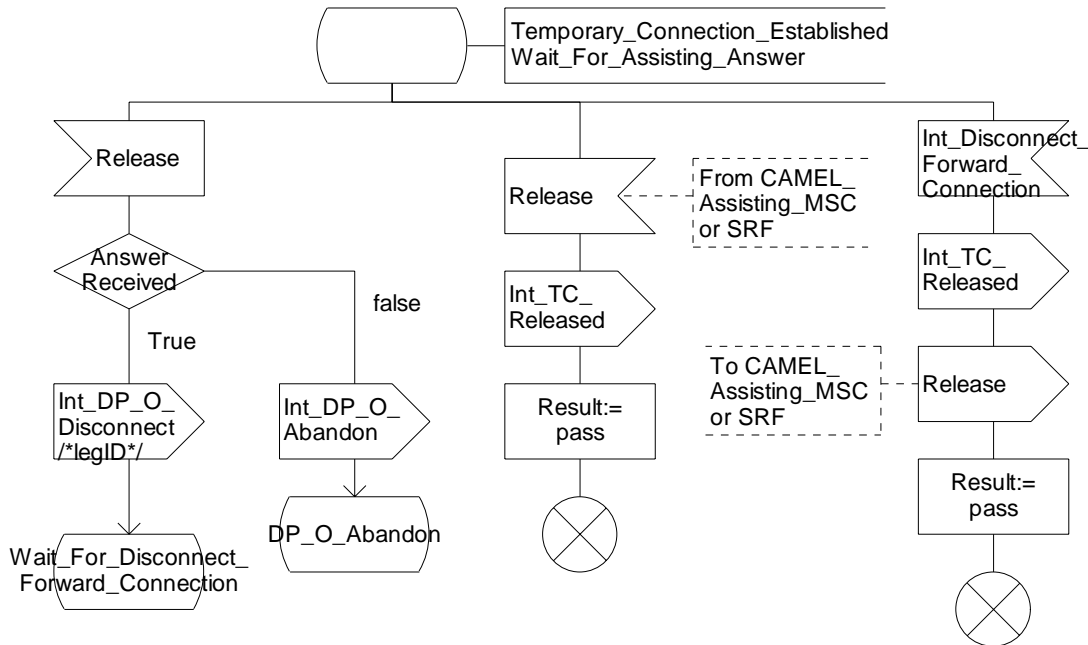 Temporary_Connection_Established
Wait_For_Assisting_Answer
Release
Answer
Received
True
false
Int_DP_O_
Disconnect
/*legID*/
Int_DP_O_
Abandon
Wait_For_Disconnect_
Forward_Connection
DP_O_Abandon
Release
From CAMEL_
Assisting_MSC
or SRF
Int_TC_
Released
Result:=
pass
Int_Disconnect_
Forward_
Connection
Int_TC_
Released
To CAMEL_
Assisting_MSC
or SRF
Release
Result:=
pass